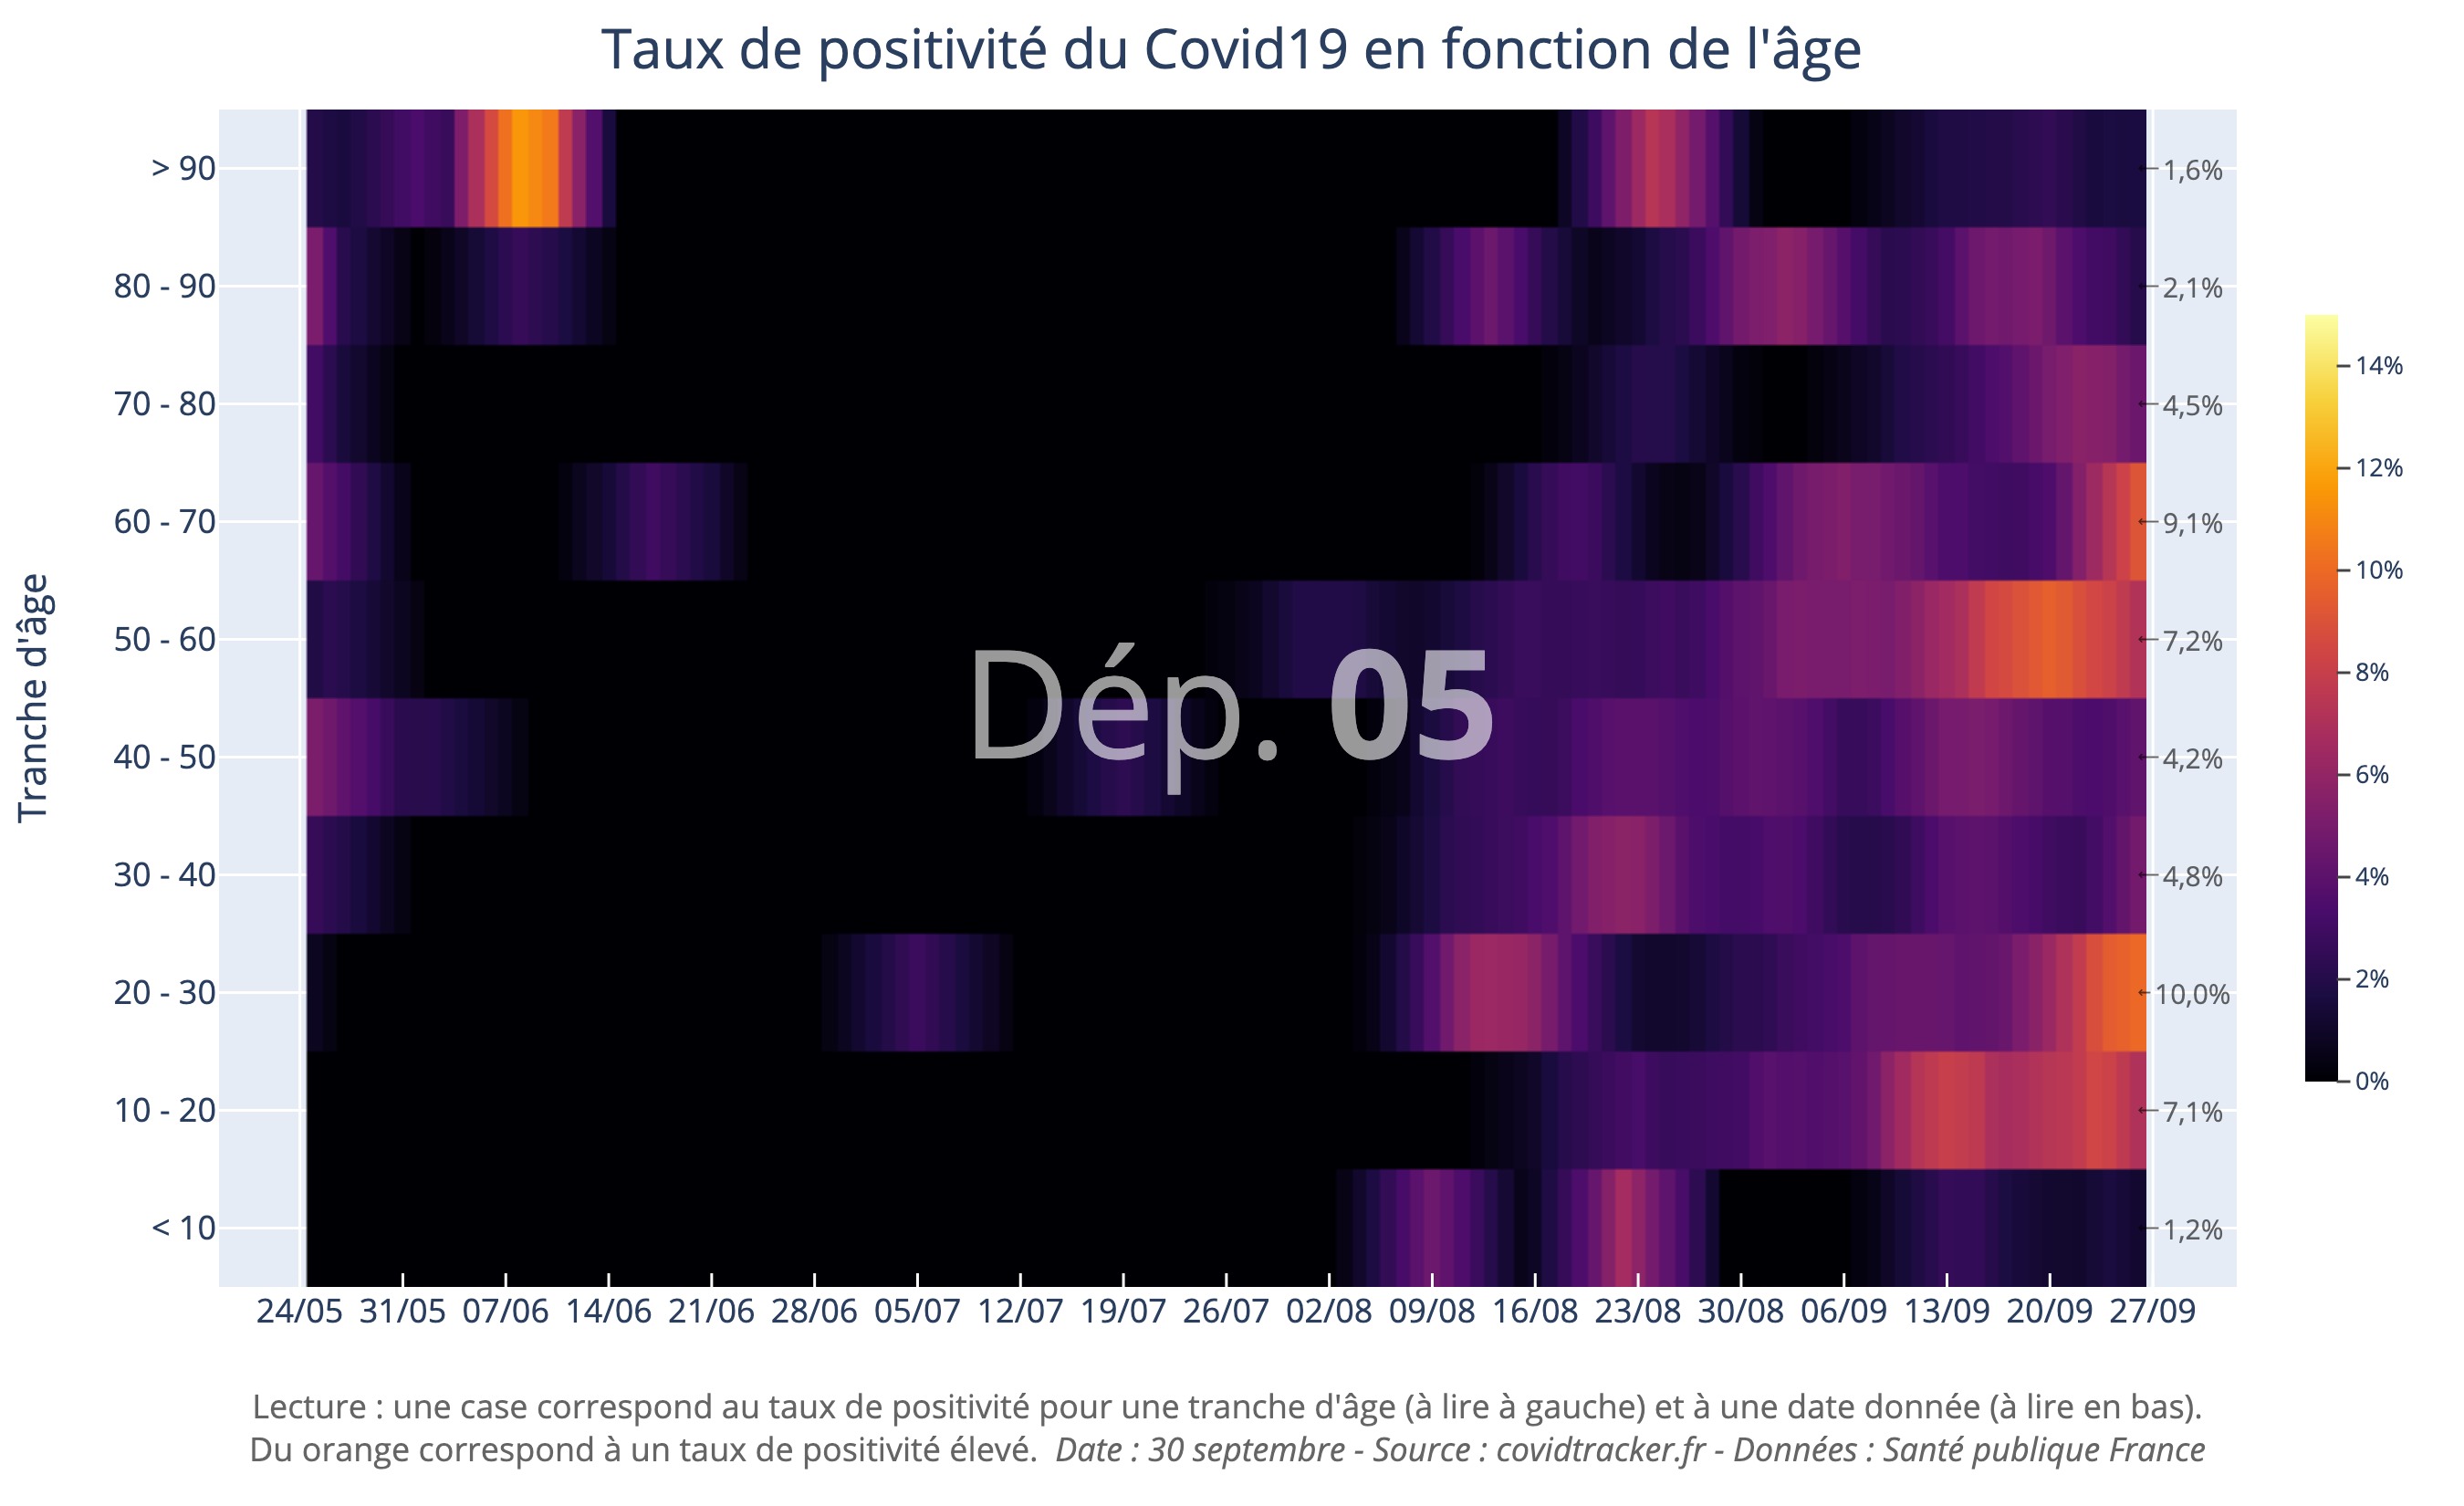 Taux de positivité du Covid19 en fonction de l'âge
Tranche d'âge
> 90
80 - 90
70 - 80
60 - 70
50 - 60
40 - 50
30 - 40
20 - 30
10 - 20
< 10
Dép. 05
1,6%
2,1%
4,5%
9,1%
7,2%
4,2%
4,8%
10,0%
7,1%
1,2%
14%
12%
10%
8%
6%
4%
2%
0%
24/05 31/05 07/06 14/06 21/06 28/06 05/07 12/07 19/07 26/07 02/08 09/08 16/08 23/08 30/08 06/09 13/09 20/09 27/09
Lecture : une case correspond au taux de positivité pour une tranche d'âge (à lire à gauche) et à une date donnée (à lire en bas).
Du orange correspond à un taux de positivité élevé. Date : 30 septembre - Source : covidtracker.fr - Données : Santé publique France